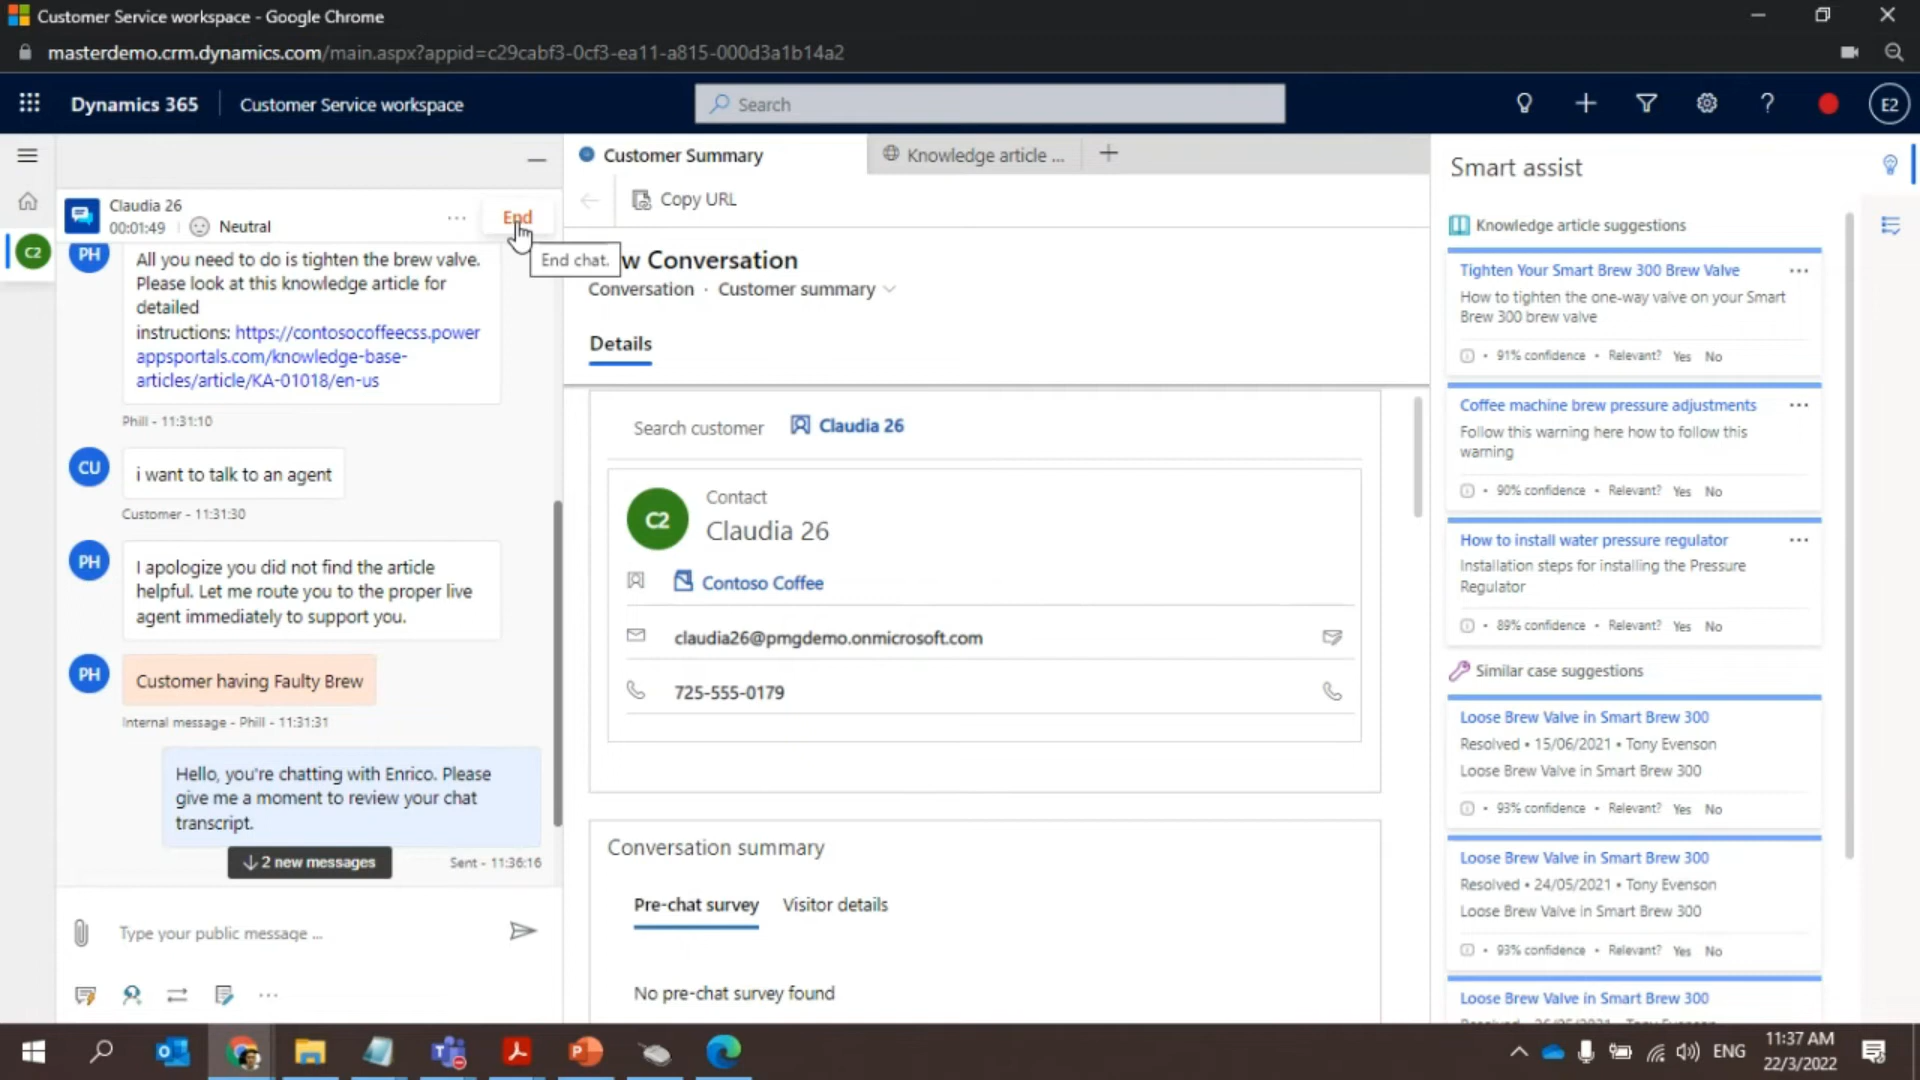 Customer Service workspace - Google Chrome
masterdemo.crm.dynamics.com/main.aspx?appid=c29cabf3-0cf3-ea11-a815-000d3a1b14a2
Dynamics 365
Customer Service workspace
Search
E2
Claudia 26
00:01:49
Neutral
End
End chat.
C2
PH
All you need to do is tighten the brew valve.
Please look at this knowledge article for
detailed
instructions: https://contosocoffeecss.power
appsportals.com/knowledge-base-
articles/article/KA-01018/en-us
Phill - 11:31:10
CU
i want to talk to an agent
Customer - 11:31:30
PH
I apologize you did not find the article
helpful. Let me route you to the proper live
agent immediately to support you.
PH
Customer having Faulty Brew
Internal message - Phill - 11:31:31
Hello, you're chatting with Enrico. Please
give me a moment to review your chat
transcript.
2 new messages
Sent - 11:36:16
Type your public message ...
Customer Summary
Knowledge article ...
Copy URL
w Conversation
Conversation · Customer summary
Details
Search customer
Claudia 26
C2
Contact
Claudia 26
Contoso Coffee
claudia26@pmgdemo.onmicrosoft.com
725-555-0179
Conversation summary
Pre-chat survey
Visitor details
No pre-chat survey found
Smart assist
Knowledge article suggestions
Tighten Your Smart Brew 300 Brew Valve
How to tighten the one-way valve on your Smart
Brew 300 brew valve
• 91% confidence • Relevant? Yes No
Coffee machine brew pressure adjustments
Follow this warning here how to follow this
warning
• 90% confidence • Relevant? Yes No
How to install water pressure regulator
Installation steps for installing the Pressure
Regulator
• 89% confidence • Relevant? Yes No
Similar case suggestions
Loose Brew Valve in Smart Brew 300
Resolved • 15/06/2021 • Tony Evenson
Loose Brew Valve in Smart Brew 300
• 93% confidence • Relevant? Yes No
Loose Brew Valve in Smart Brew 300
Resolved • 24/05/2021 • Tony Evenson
Loose Brew Valve in Smart Brew 300
• 93% confidence • Relevant? Yes No
Loose Brew Valve in Smart Brew 300
ENG
11:37 AM
22/3/2022